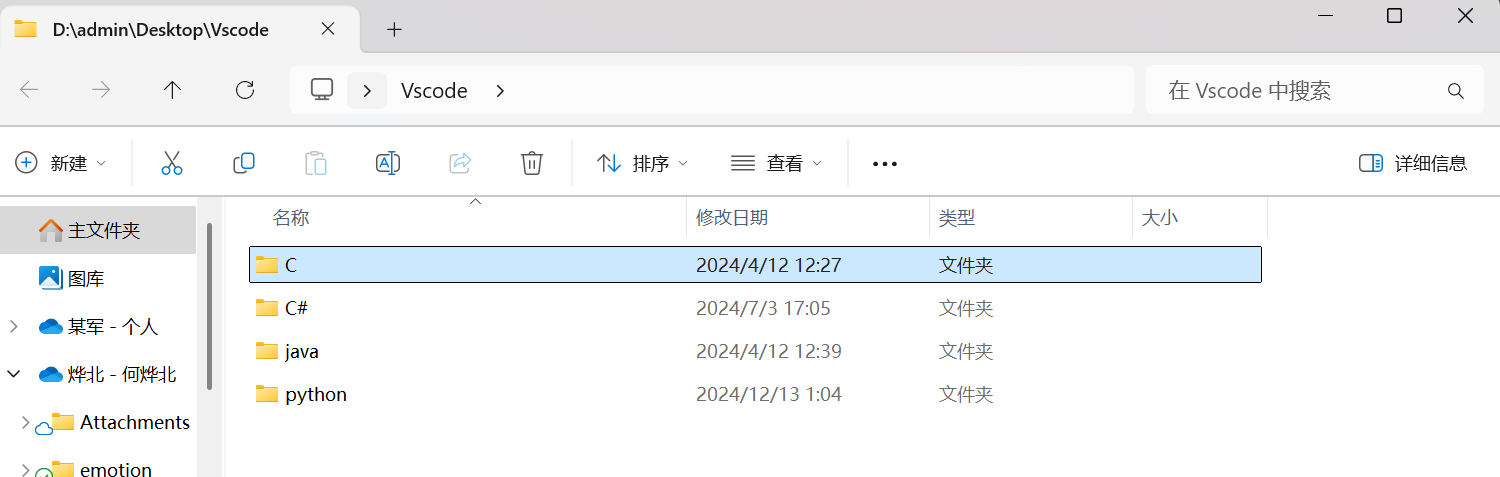 D:\admin\Desktop\Vscode
Vscode
在 Vscode 中搜索
新建
排序
查看
详细信息
名称 修改日期 类型 大小
主文件夹
图库
某军 - 个人
烨北 - 何烨北
Attachments
emotion
C 2024/4/12 12:27 文件夹
C# 2024/7/3 17:05 文件夹
java 2024/4/12 12:39 文件夹
python 2024/12/13 1:04 文件夹